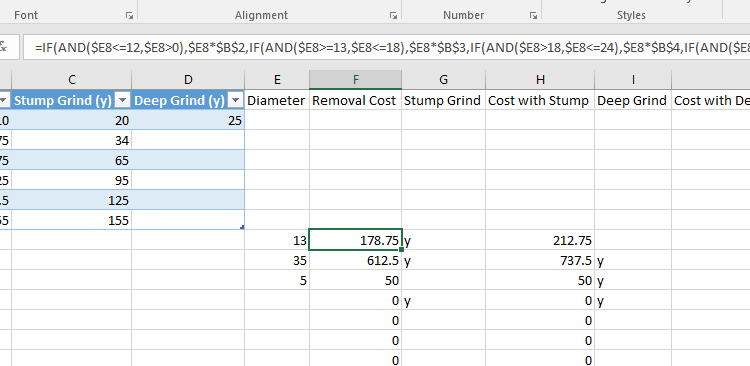 Font Alignment Number Styles
=IF(AND($E8<=12,$E8>0),$E8*$B$2,IF(AND($E8>=13,$E8<=18),$E8*$B$3,IF(AND($E8>18,$E8<=24),$E8*$B$4,IF(AND($E8
C D E F G H I
Stump Grind (y) Deep Grind (y) Diameter Removal Cost Stump Grind Cost with Stump Deep Grind Cost with De
.0 20 25
75 34
75 65
25 95
.5 125
55 155
13 178.75 y 212.75
35 612.5 y 737.5 y
5 50 50 y
0 y 0 y
0 0
0 0
0 0